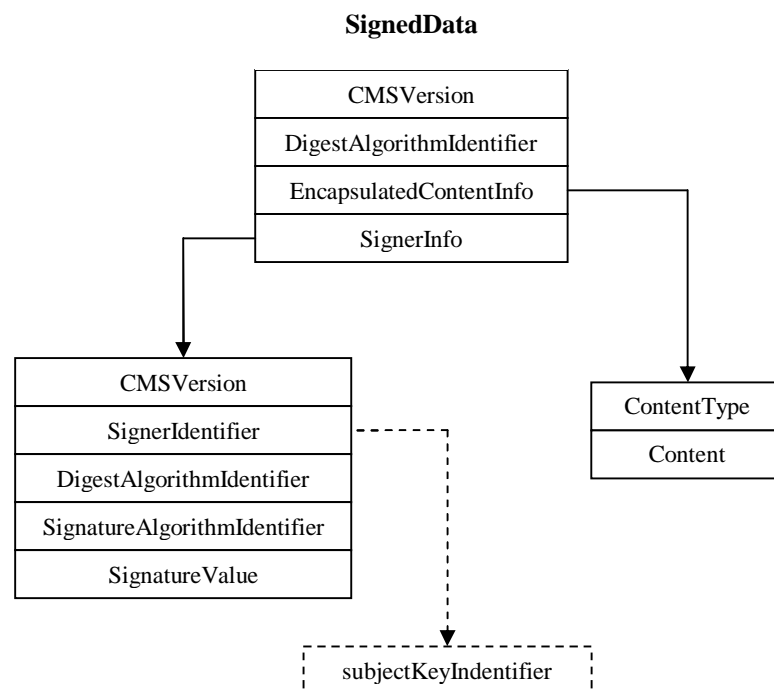 SignedData
CMSVersion
DigestAlgorithmIdentifier
EncapsulatedContentInfo
SignerInfo
CMSVersion
SignerIdentifier
DigestAlgorithmIdentifier
SignatureAlgorithmIdentifier
SignatureValue
ContentType
Content
subjectKeyIndentifier